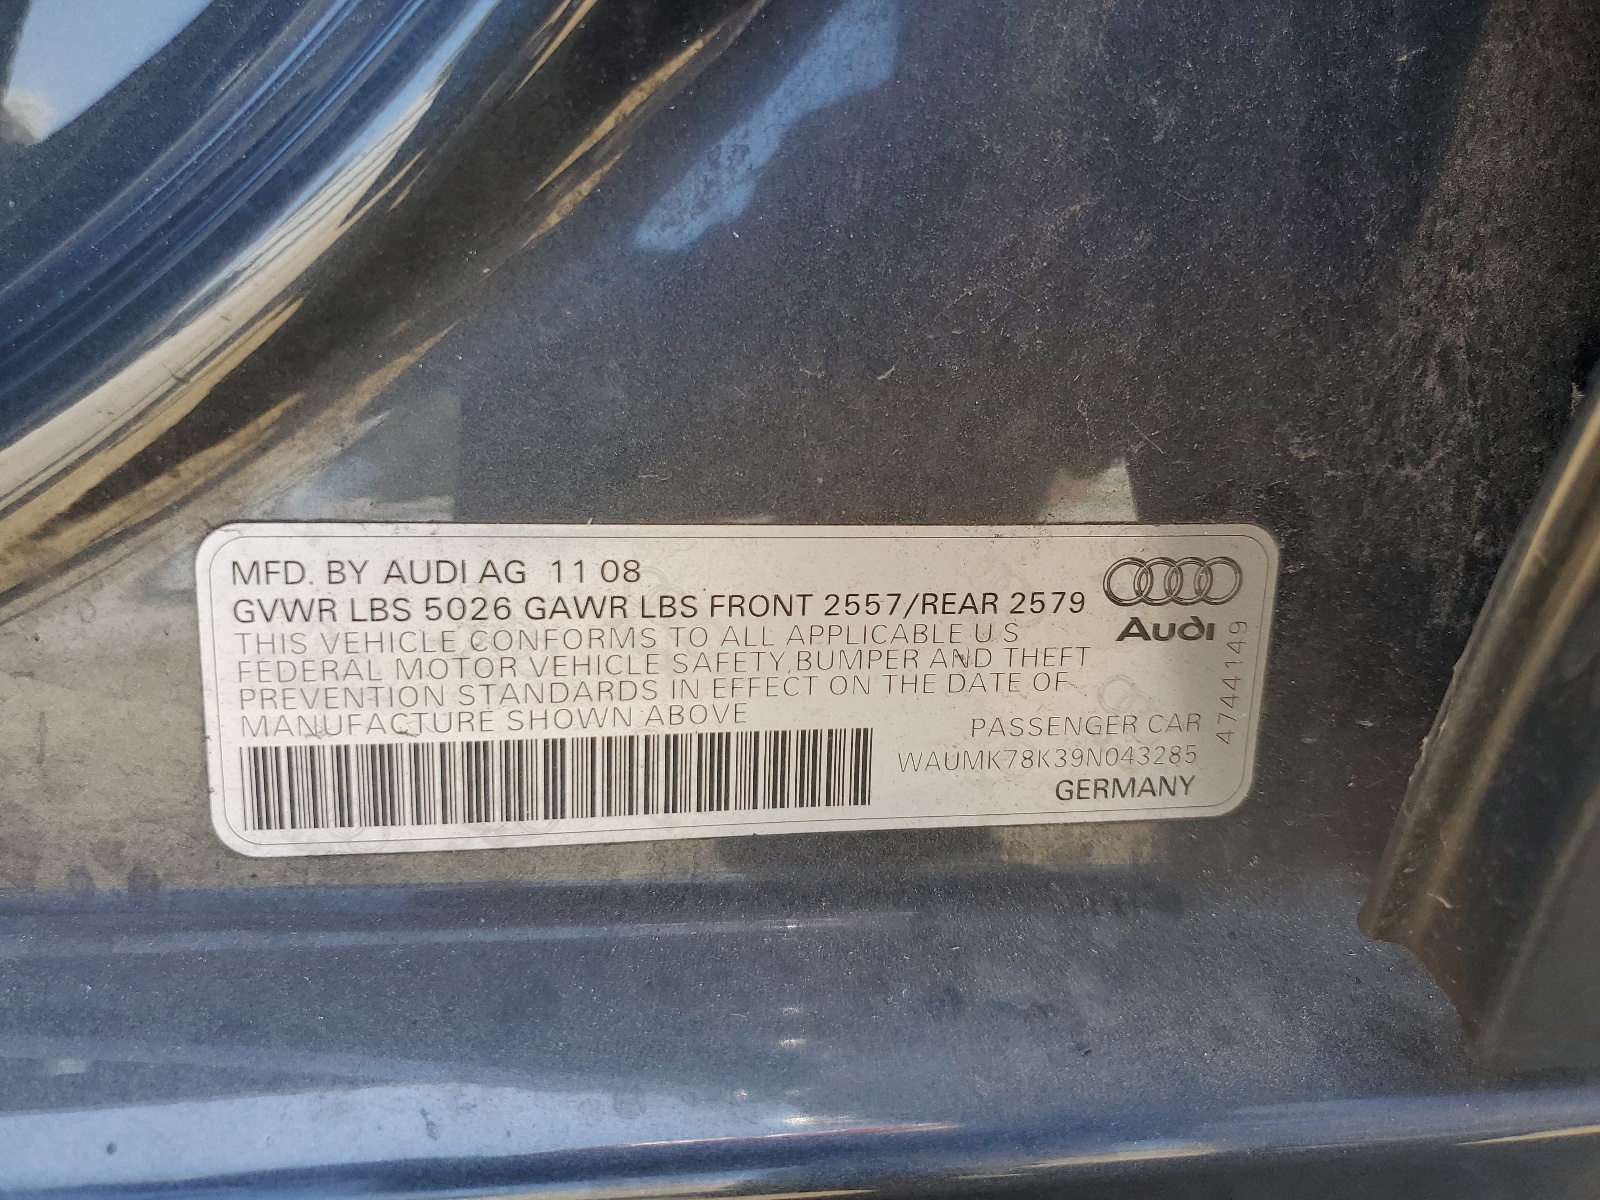 MFD. BY AUDI AG 11 08
GVWR LBS 5026 GAWR LBS FRONT 2557/REAR 2579
THIS VEHICLE CONFORMS TO ALL APPLICABLE U S
FEDERAL MOTOR VEHICLE SAFETY, BUMPER AND THEFT
PREVENTION STANDARDS IN EFFECT ON THE DATE OF
MANUFACTURE SHOWN ABOVE
Audi
4744149
PASSENGER CAR
WAUMK78K39N043285
GERMANY